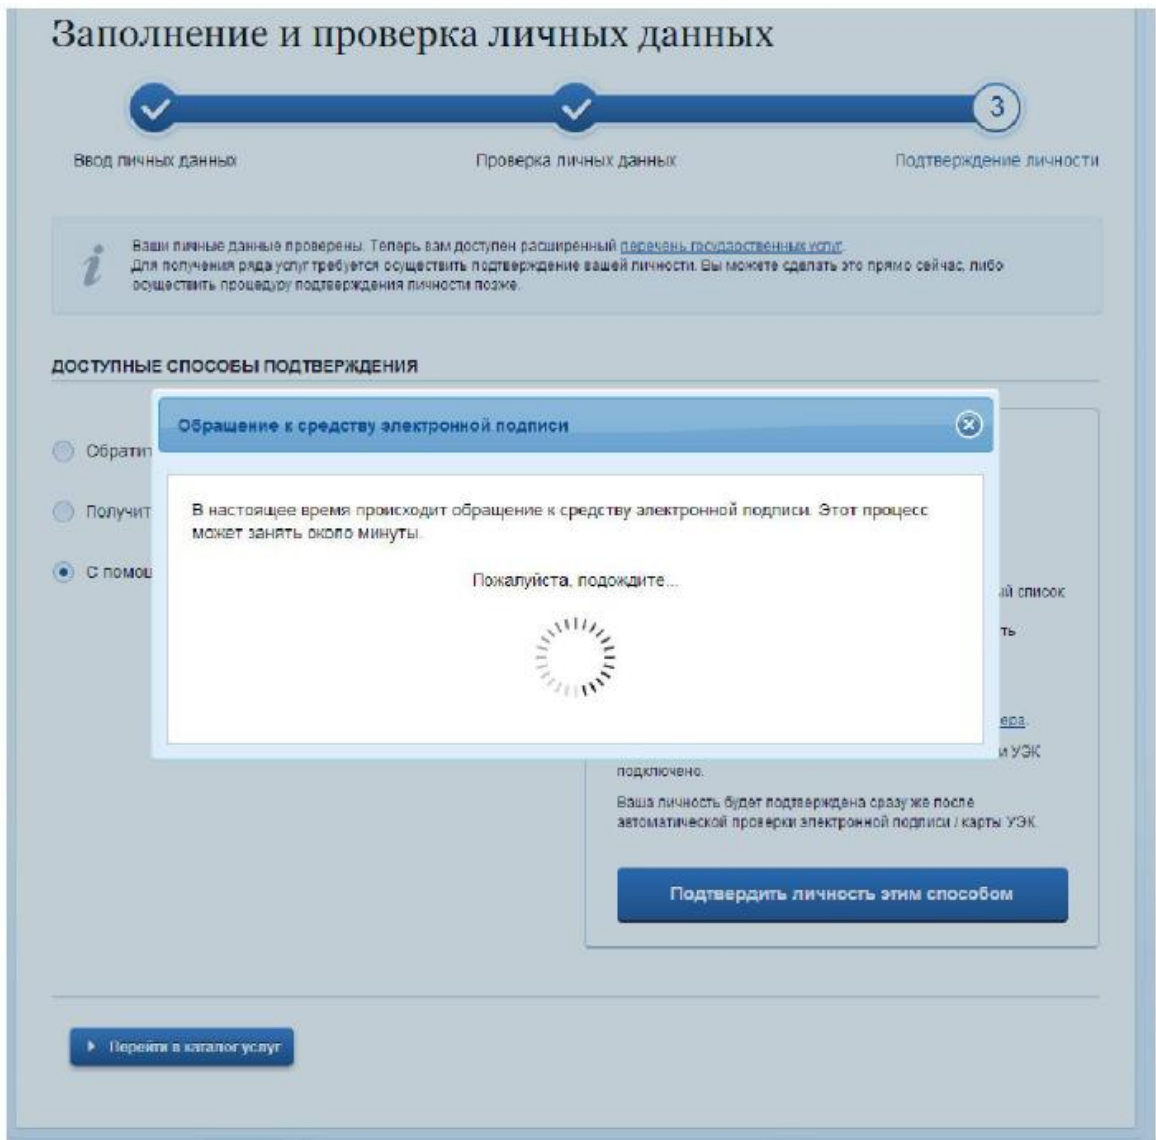 Заполнение и проверка личных данных
3
Ввод личных данных
Проверка личных данных
Подтверждение личности
Ваши личные данные проверены. Теперь вам доступен расширенный перечень государственных услуг.
Для получения ряда услуг требуется осуществить подтверждение вашей личности. Вы можете сделать это прямо сейчас, либо
осуществить процедуру подтверждения личности позже.
ДОСТУПНЫЕ СПОСОБЫ ПОДТВЕРЖДЕНИЯ
Обращение к средству электронной подписи
Обратит
Получит
С помощ
В настоящее время происходит обращение к средству электронной подписи. Этот процесс
может занять около минуты.
Пожалуйста, подождите...
ый список
ть
ера.
и УЭК
подключено.
Ваша личность будет подтверждена сразу же после
автоматической проверки электронной подписи / карты УЭК.
Подтвердить личность этим способом
Перейти в каталог услуг